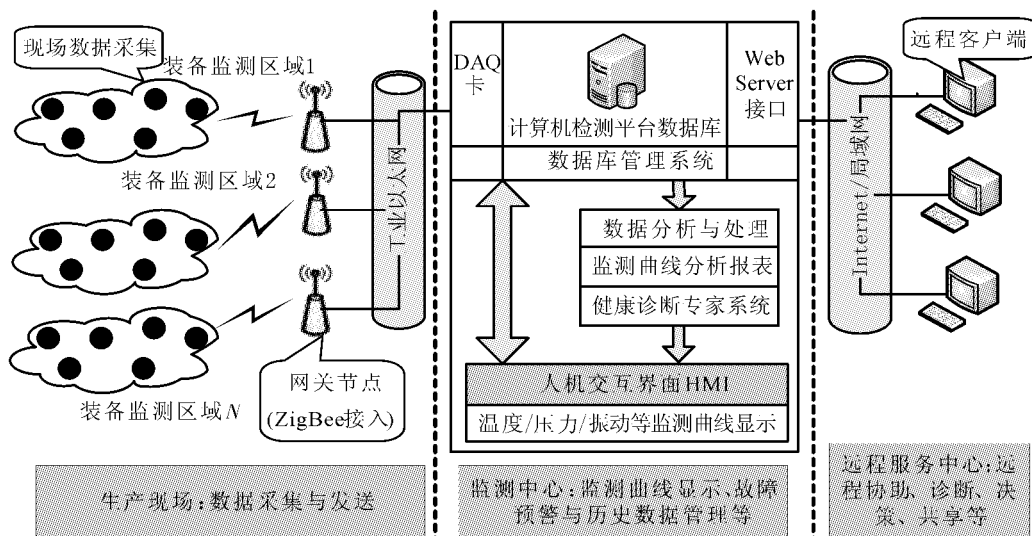 现场数据采集
装备监测区域1
装备监测区域2
装备监测区域N
网关节点
(ZigBee接入)
工业以太网
生产现场:数据采集与发送
DAQ
卡
计算机检测平台数据库
Web
Server
接口
数据库管理系统
数据分析与处理
监测曲线分析报表
健康诊断专家系统
人机交互界面HMI
温度/压力/振动等监测曲线显示
监测中心:监测曲线显示、故障
预警与历史数据管理等
远程客户端
Internet/局域网
远程服务中心:远
程协助、诊断、决
策、共享等